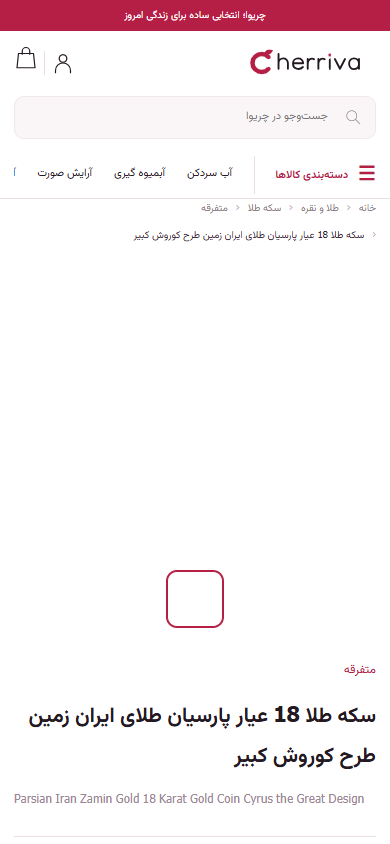 چریوا؛ انتخابی ساده برای زندگی امروز
Cherriva
جست‌وجو در چریوا
دسته‌بندی کالاها
آب سردکن
آبمیوه گیری
آرایش صورت
خانه > طلا و نقره > سکه طلا > متفرقه
> سکه طلا 18 عیار پارسیان طلای ایران زمین طرح کوروش کبیر
متفرقه
سکه طلا 18 عیار پارسیان طلای ایران زمین
طرح کوروش کبیر
Parsian Iran Zamin Gold 18 Karat Gold Coin Cyrus the Great Design